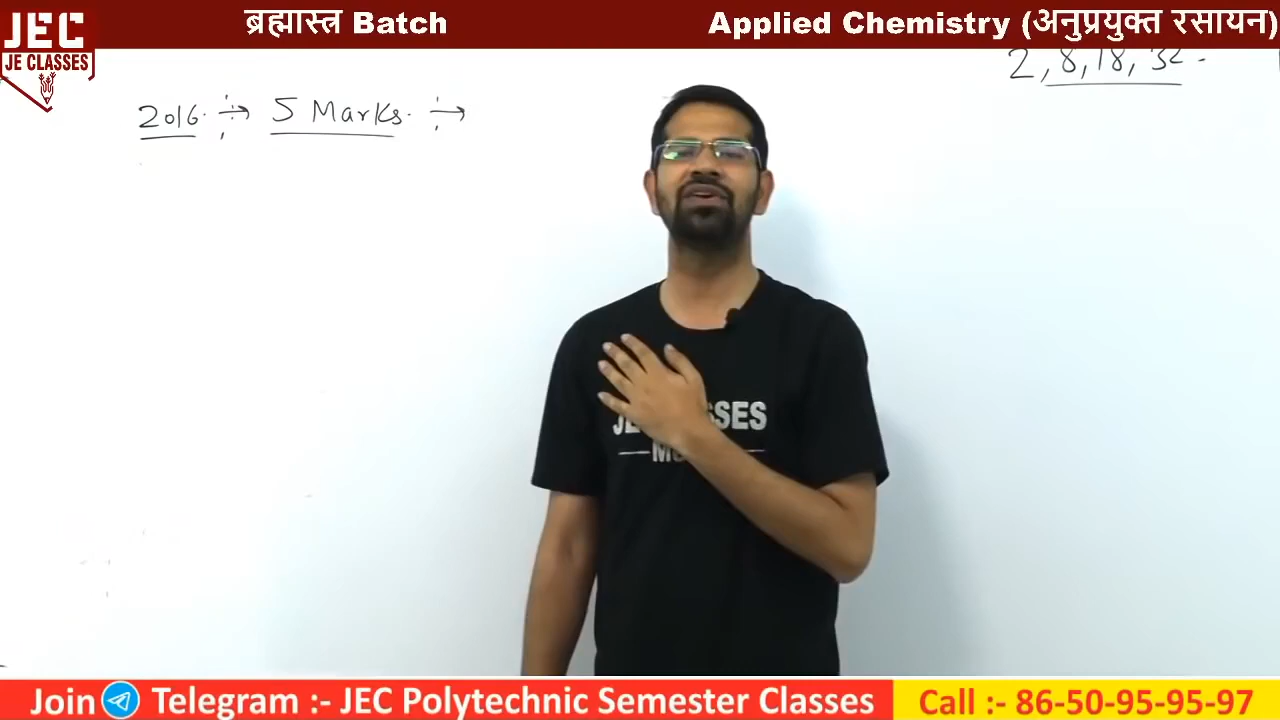 JEC
JE CLASSES
ब्रह्मास्त्र Batch
Applied Chemistry (अनुप्रयुक्त रसायन)
2, 8, 18, 32
2016 → 5 Marks →
CLASSES
Join Telegram :- JEC Polytechnic Semester Classes
Call :- 86-50-95-95-97